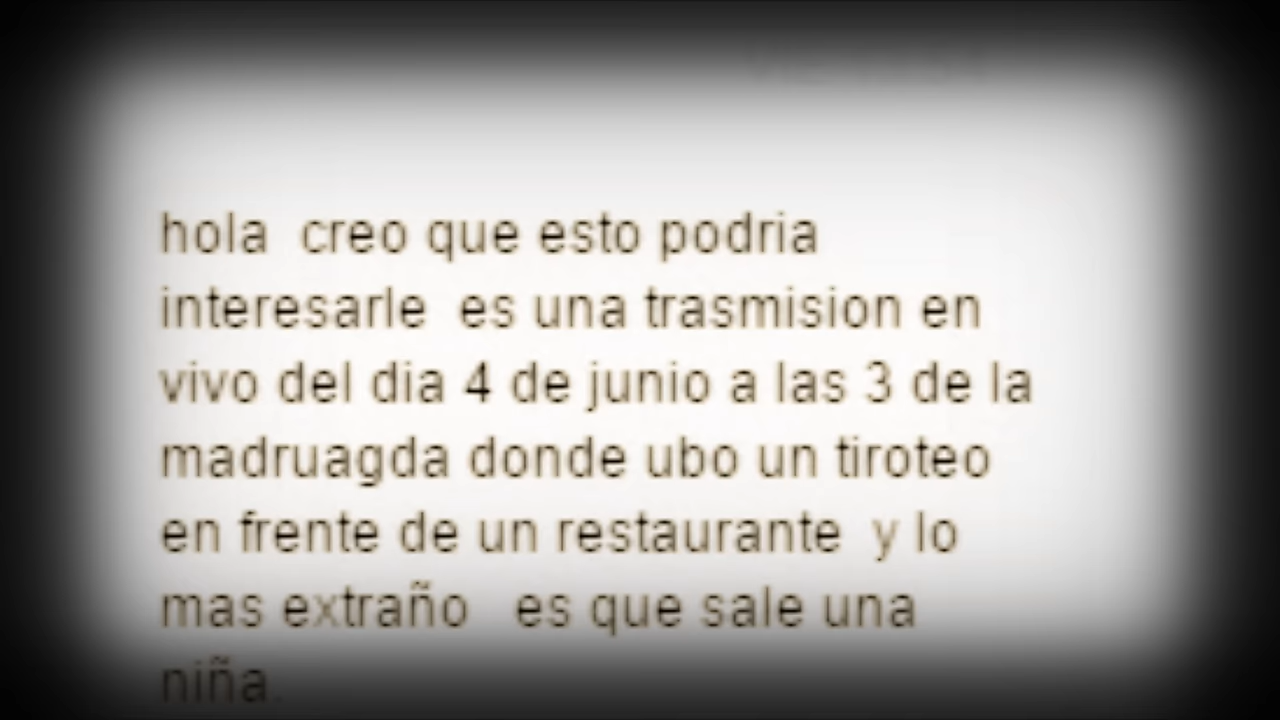 hola  creo que esto podria
interesarle  es una trasmision en
vivo del dia 4 de junio a las 3 de la
madruagda donde ubo un tiroteo
en frente de un restaurante  y lo
mas extraño   es que sale una
niña.